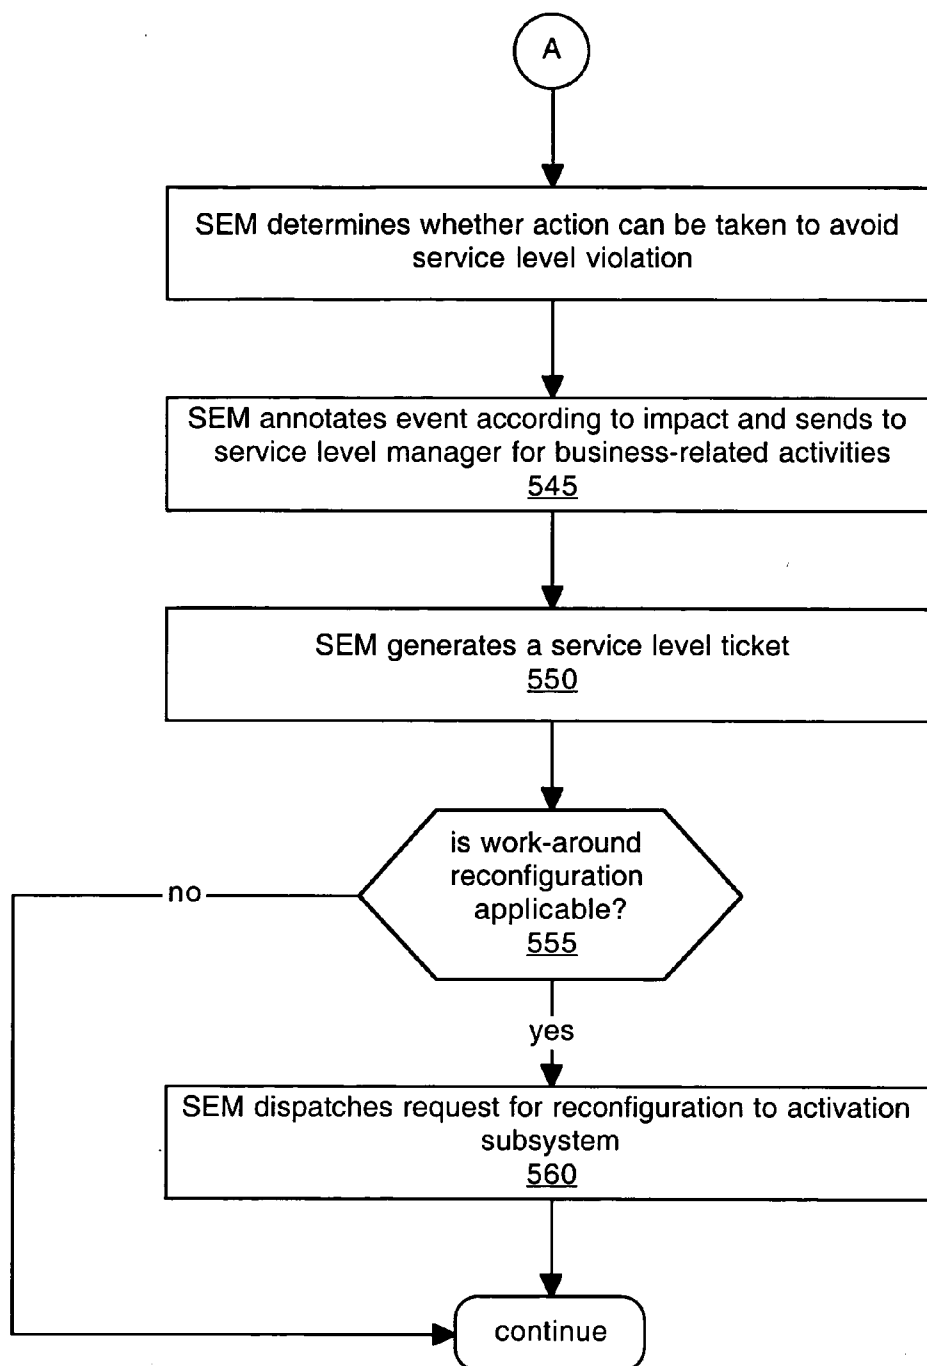 A
SEM determines whether action can be taken to avoid
service level violation
SEM annotates event according to impact and sends to
service level manager for business-related activities
545
SEM generates a service level ticket
550
is work-around
reconfiguration
applicable?
555
no
yes
SEM dispatches request for reconfiguration to activation
subsystem
560
continue